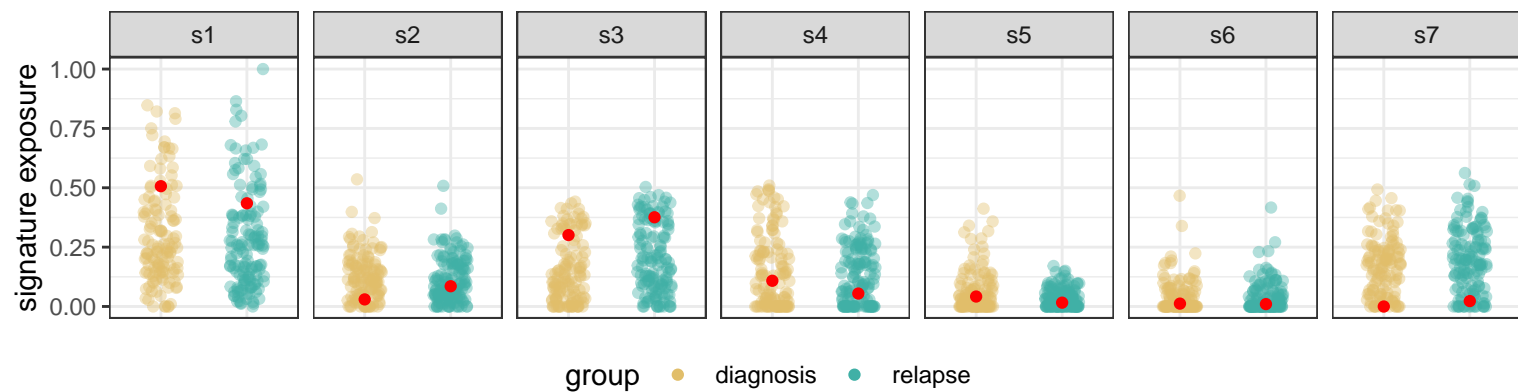 s1 s2 s3 s4 s5 s6 s7
signature exposure
1.00
0.75
0.50
0.25
0.00
group diagnosis relapse